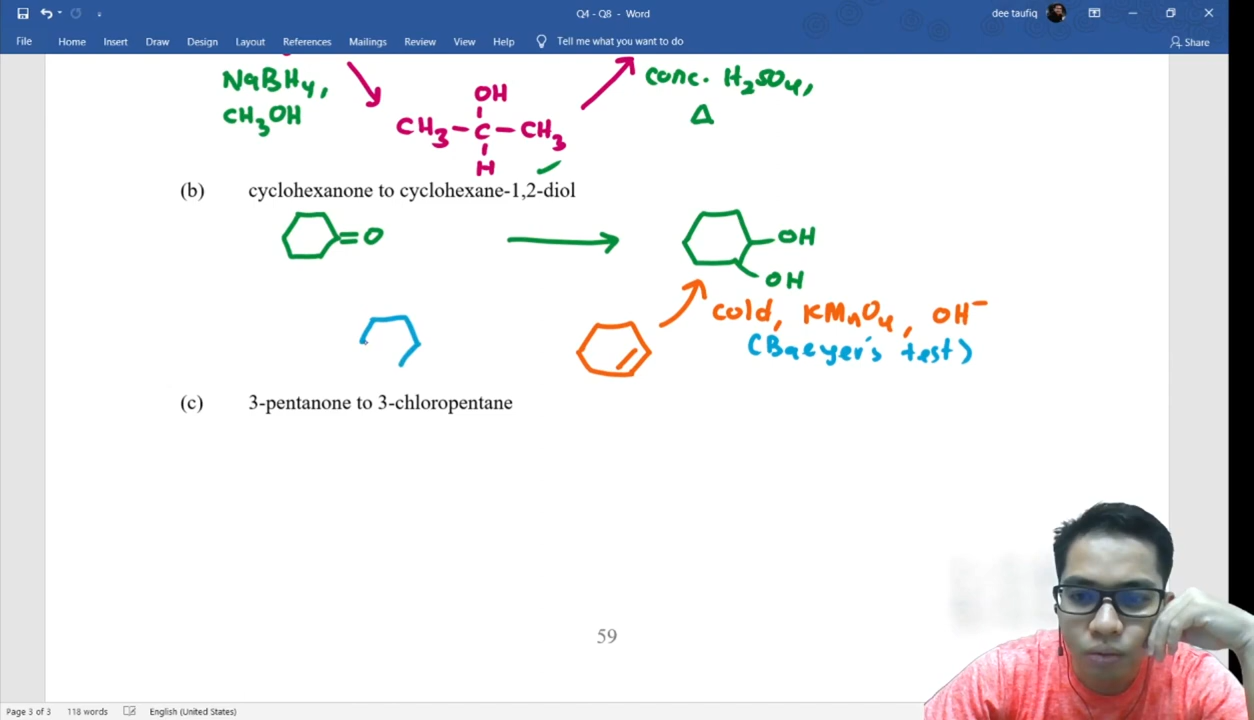 Q4 - Q8 - Word
dee taufiq
File Home Insert Draw Design Layout References Mailings Review View Help Tell me what you want to do Share
NaBH4,
CH3OH
conc. H2SO4,
Δ
OH
CH3-C-CH3
H
(b) cyclohexanone to cyclohexane-1,2-diol
=O
OH
OH
cold, KMnO4, OH⁻
(Baeyer's test)
(c) 3-pentanone to 3-chloropentane
59
Page 3 of 3 118 words English (United States)